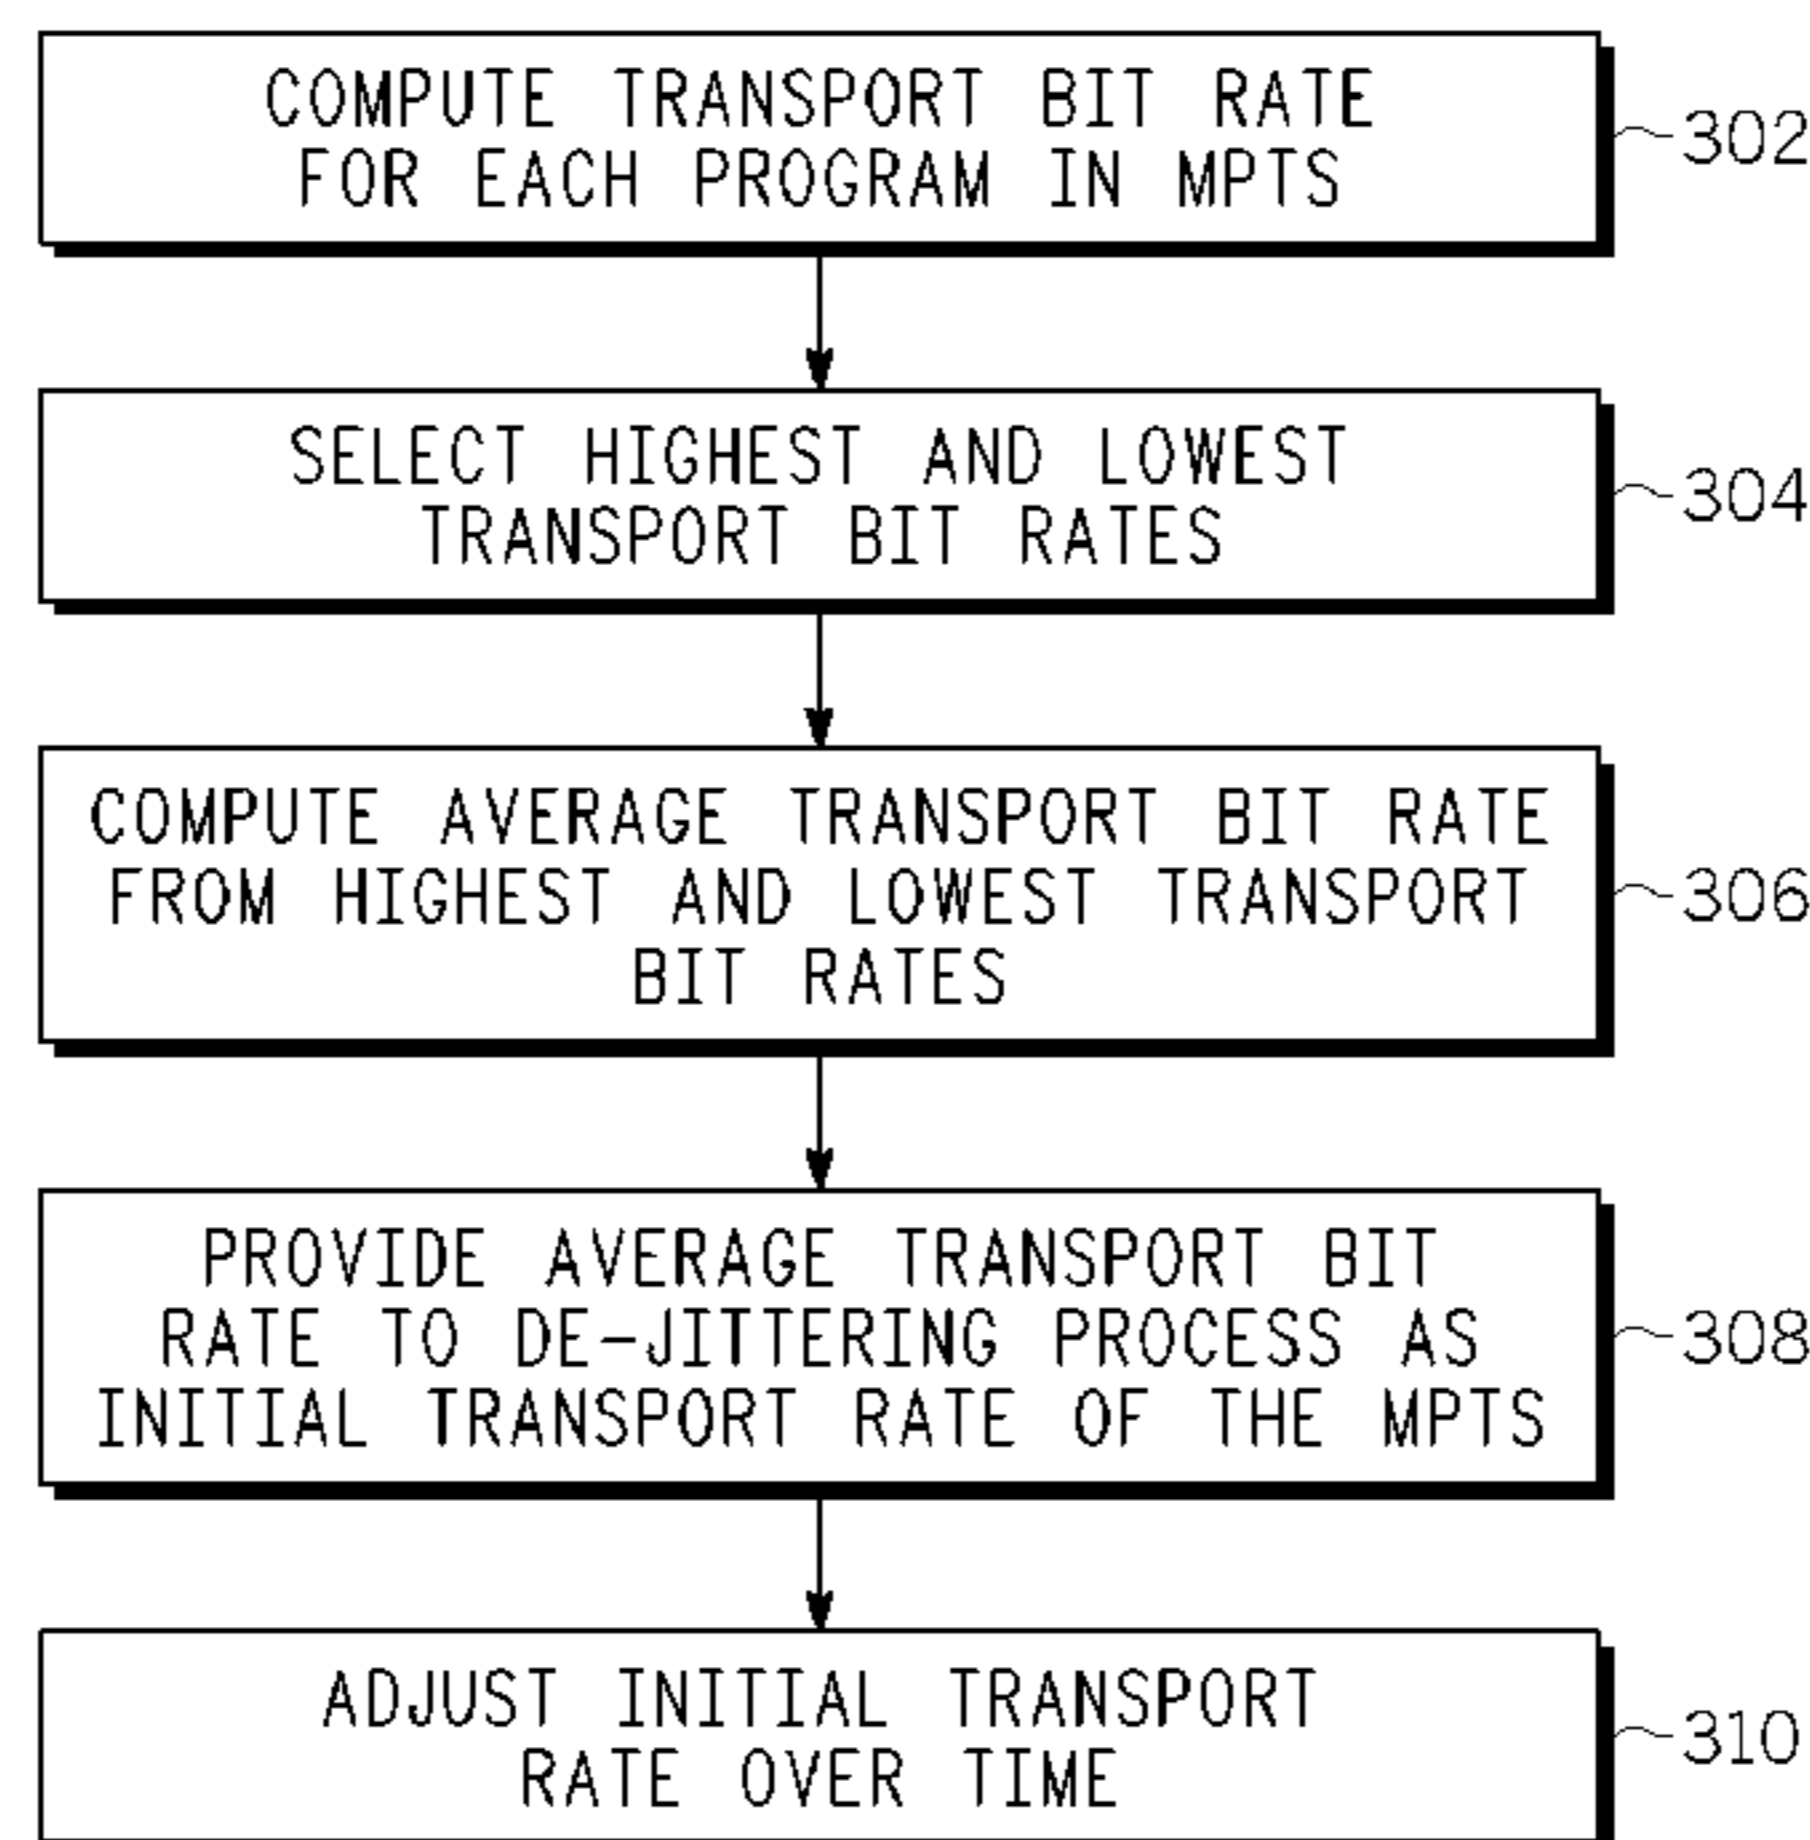 COMPUTE TRANSPORT BIT RATE
FOR EACH PROGRAM IN MPTS
302
SELECT HIGHEST AND LOWEST
TRANSPORT BIT RATES
304
COMPUTE AVERAGE TRANSPORT BIT RATE
FROM HIGHEST AND LOWEST TRANSPORT
BIT RATES
306
PROVIDE AVERAGE TRANSPORT BIT
RATE TO DE-JITTERING PROCESS AS
INITIAL TRANSPORT RATE OF THE MPTS
308
ADJUST INITIAL TRANSPORT
RATE OVER TIME
310